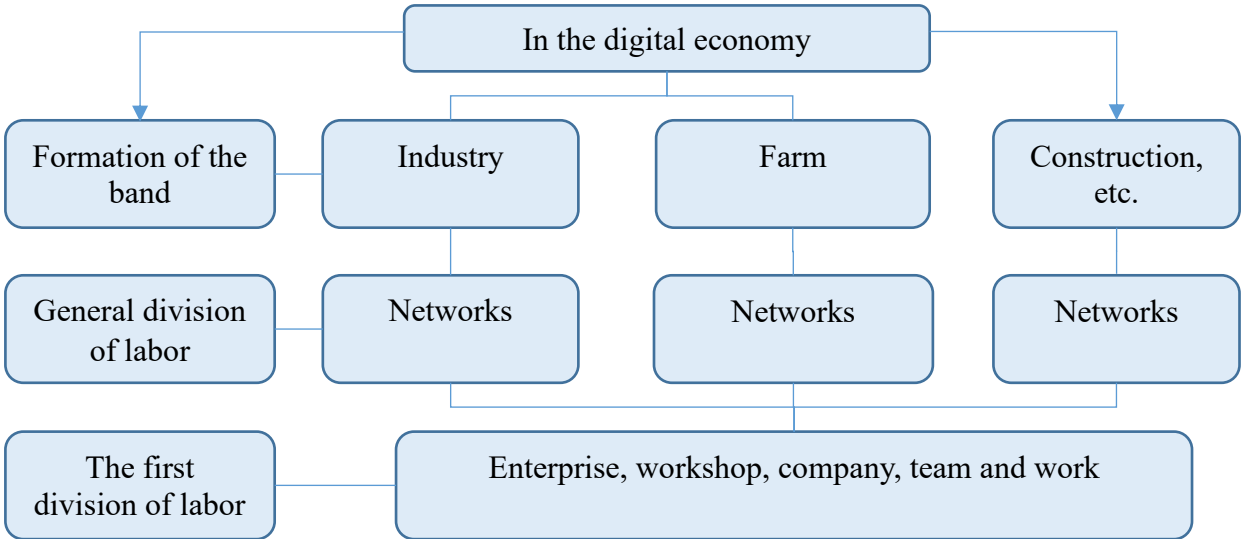 In the digital economy
Formation of the
band
Industry
Farm
Construction,
etc.
General division
of labor
Networks
Networks
Networks
The first
division of labor
Enterprise, workshop, company, team and work